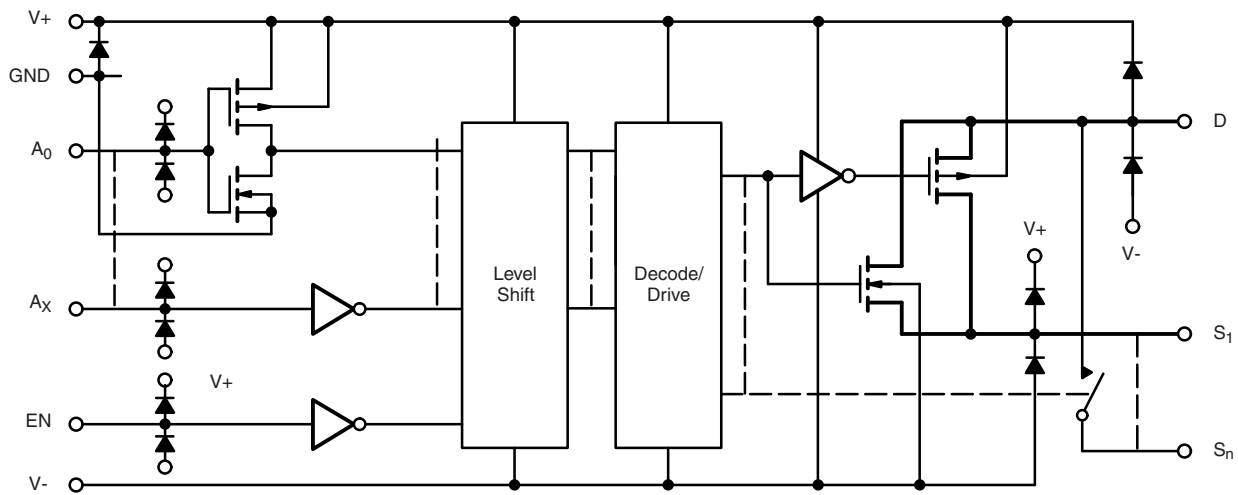 V+
GND
A0
AX
EN
V-
V+
Level
Shift
Decode/
Drive
V+
D
V-
S1
Sn